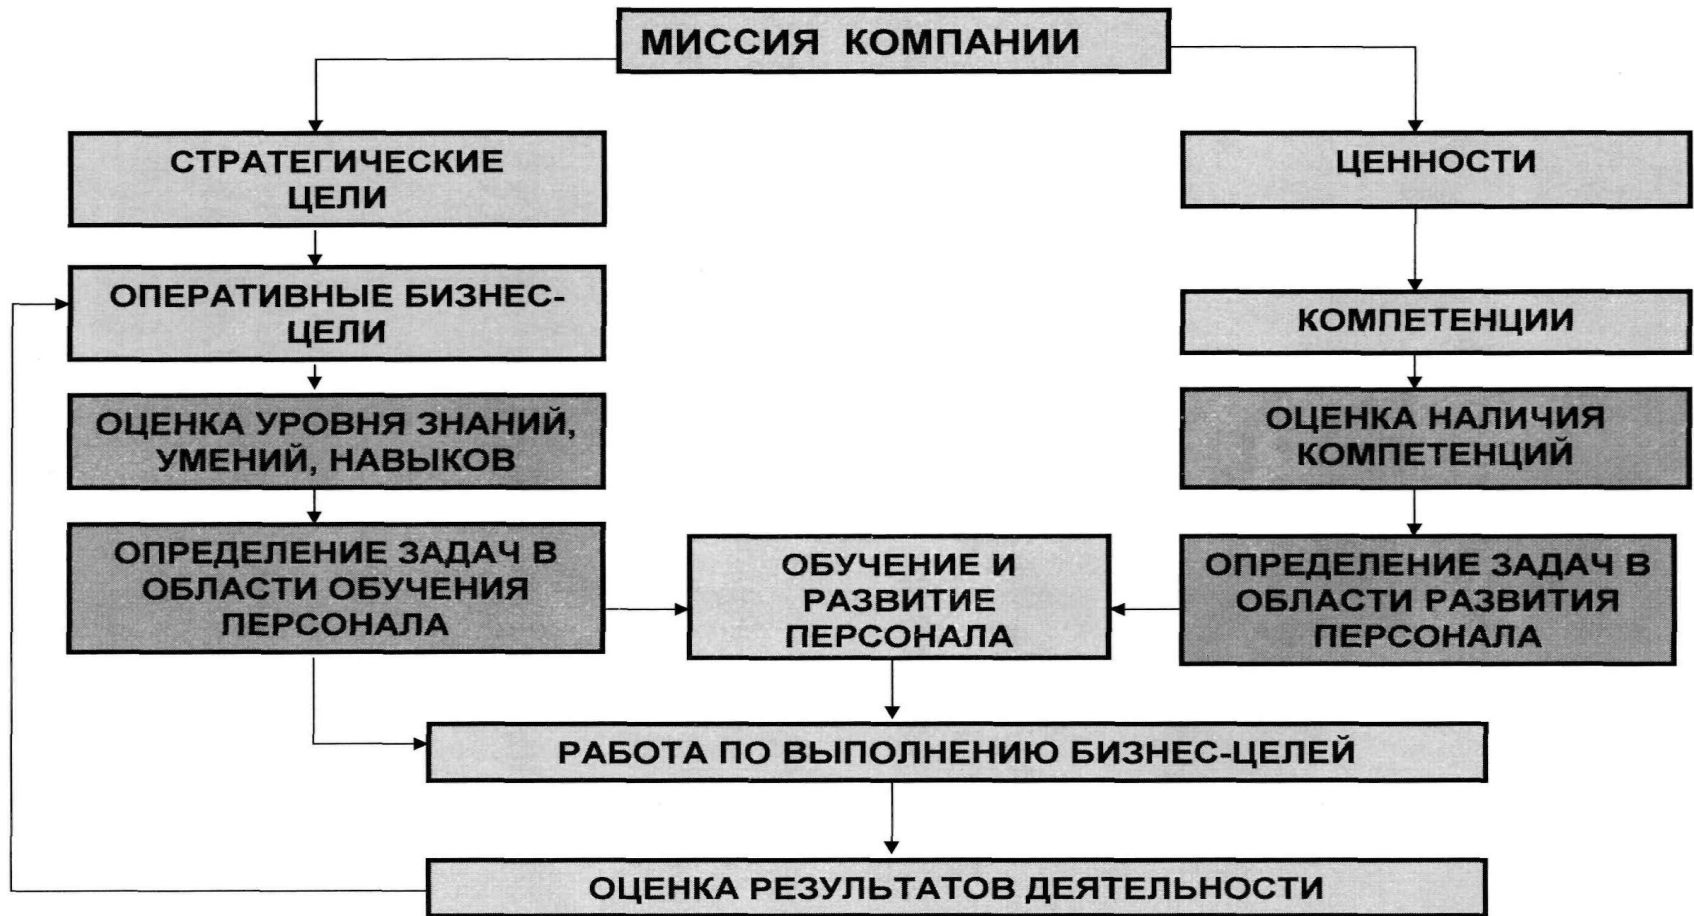 МИССИЯ КОМПАНИИ
СТРАТЕГИЧЕСКИЕ
ЦЕЛИ
ЦЕННОСТИ
ОПЕРАТИВНЫЕ БИЗНЕС-
ЦЕЛИ
КОМПЕТЕНЦИИ
ОЦЕНКА УРОВНЯ ЗНАНИЙ,
УМЕНИЙ, НАВЫКОВ
ОЦЕНКА НАЛИЧИЯ
КОМПЕТЕНЦИЙ
ОПРЕДЕЛЕНИЕ ЗАДАЧ В
ОБЛАСТИ ОБУЧЕНИЯ
ПЕРСОНАЛА
ОБУЧЕНИЕ И
РАЗВИТИЕ
ПЕРСОНАЛА
ОПРЕДЕЛЕНИЕ ЗАДАЧ В
ОБЛАСТИ РАЗВИТИЯ
ПЕРСОНАЛА
РАБОТА ПО ВЫПОЛНЕНИЮ БИЗНЕС-ЦЕЛЕЙ
ОЦЕНКА РЕЗУЛЬТАТОВ ДЕЯТЕЛЬНОСТИ